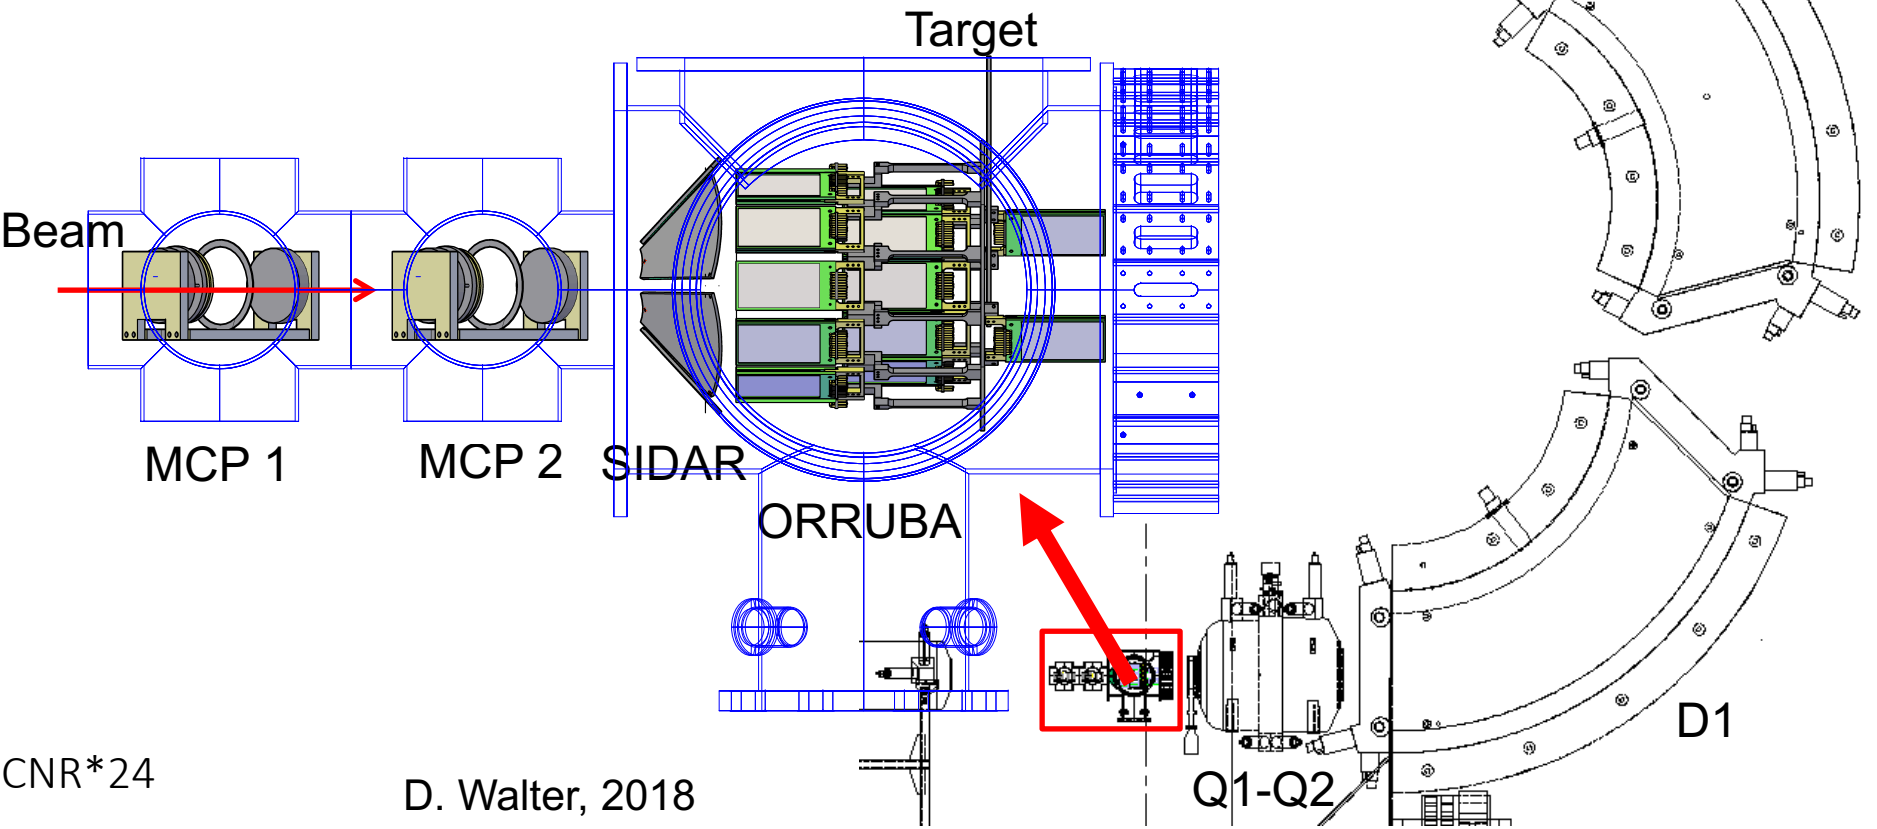 Target
Beam
MCP 1
MCP 2
SIDAR
ORRUBA
D1
Q1-Q2
CNR*24
D. Walter, 2018